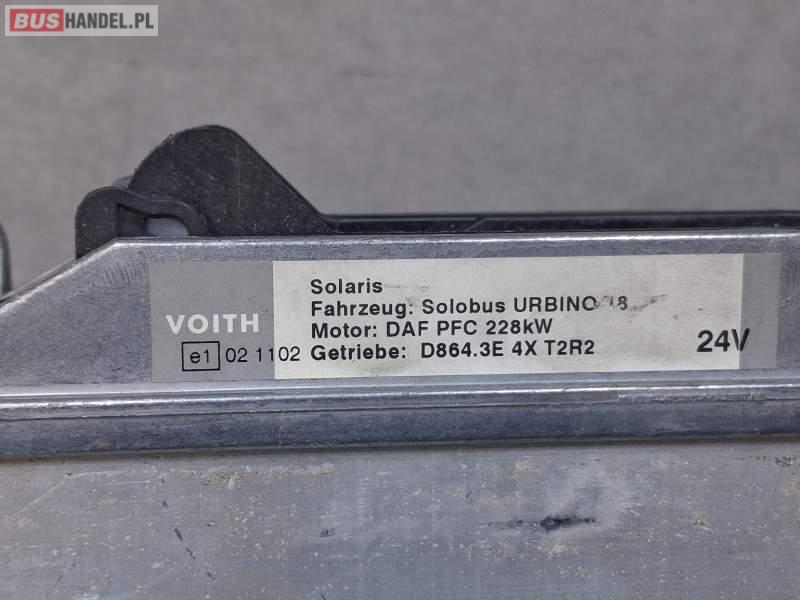 BUSHANDEL.PL
VOITH
e1 02 1102
Solaris
Fahrzeug: Solobus URBINO 18
Motor: DAF PFC 228kW
Getriebe: D864.3E 4X T2R2
24V